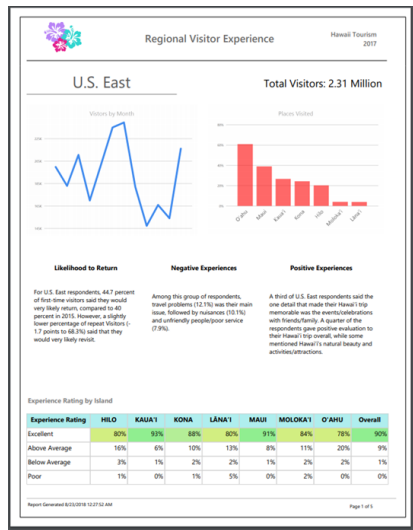 Regional Visitor Experience
Hawaii Tourism
2017
U.S. East
Total Visitors: 2.31 Million
Visitors by Month
Places Visited
80%
60%
40%
20%
0%
O'ahu
Maui
Kaua'i
Kona
Hilo
Moloka'i
Lāna'i
Likelihood to Return
For U.S. East respondents, 44.7 percent
of first-time visitors said they would
very likely return, compared to 40
percent in 2015. However, a slightly
lower percentage of repeat Visitors (-
1.7 points to 68.3%) said that they
would very likely revisit.
Negative Experiences
Among this group of respondents,
travel problems (12.1%) was their main
issue, followed by nuisances (10.1%)
and unfriendly people/poor service
(7.9%).
Positive Experiences
A third of U.S. East respondents said the
one detail that made their Hawai'i trip
memorable was the events/celebrations
with friends/family. A quarter of the
respondents gave positive evaluation to
their Hawai'i trip overall, while some
mentioned Hawai'i's natural beauty and
activities/attractions.
Experience Rating by Island
Experience Rating HILO KAUA'I KONA LĀNA'I MAUI MOLOKA'I O'AHU Overall
Excellent 80% 93% 88% 80% 91% 84% 78% 90%
Above Average 16% 6% 10% 13% 8% 11% 20% 9%
Below Average 3% 1% 2% 2% 1% 2% 2% 1%
Poor 1% 0% 1% 5% 0% 2% 0% 0%
Report Generated 8/23/2018 12:27:52 AM
Page 1 of 5